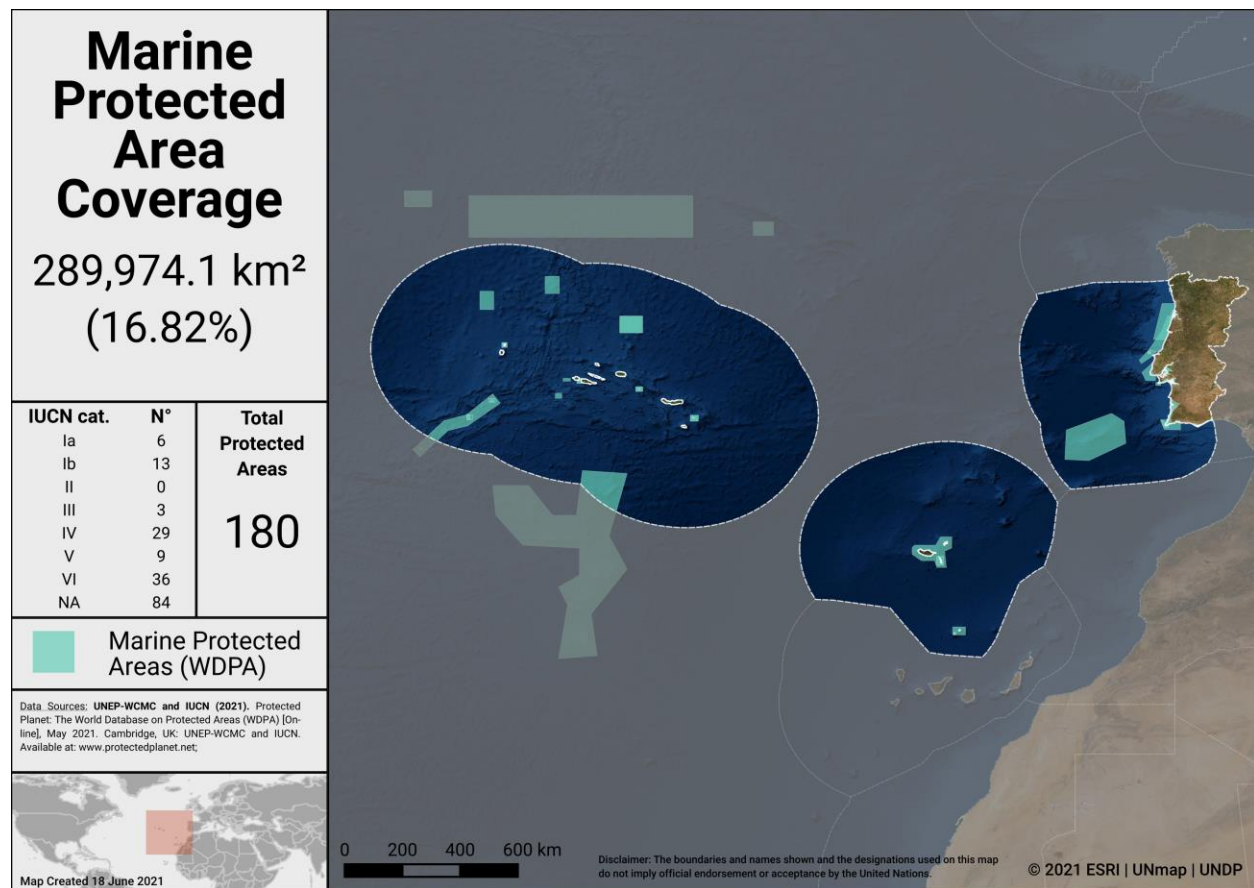 Marine
Protected
Area
Coverage
289,974.1 km²
(16.82%)
IUCN cat. N°
Ia 6
Ib 13
II 0
III 3
IV 29
V 9
VI 36
NA 84
Total
Protected
Areas
180
Marine Protected
Areas (WDPA)
Data Sources: UNEP-WCMC and IUCN (2021). Protected
Planet: The World Database on Protected Areas (WDPA) [On-
line], May 2021. Cambridge, UK: UNEP-WCMC and IUCN.
Available at: www.protectedplanet.net;
Map Created 18 June 2021
0 200 400 600 km
Disclaimer: The boundaries and names shown and the designations used on this map
do not imply official endorsement or acceptance by the United Nations.
© 2021 ESRI | UNmap | UNDP